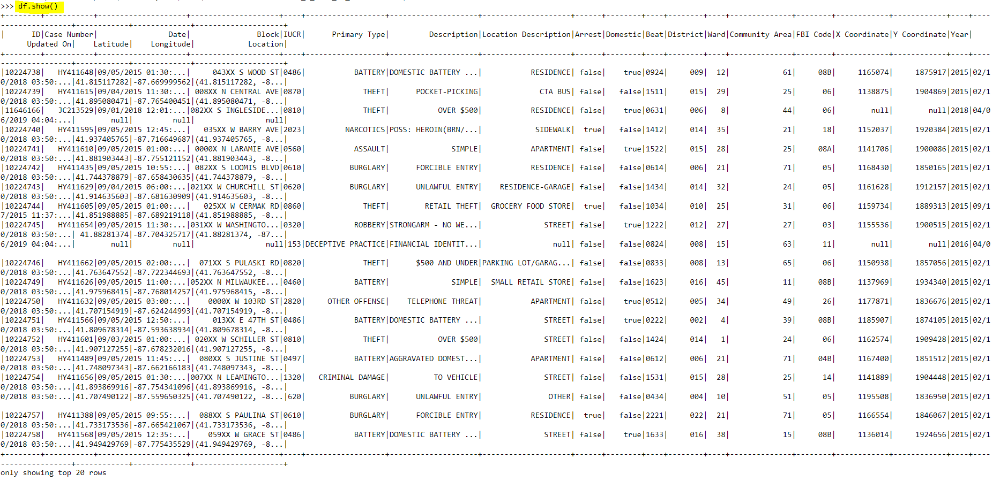 >>> df.show()
+--------+-----------+--------------------+--------------------+----+------------------+--------------------+--------------------+-------+--------+----+--------+----+--------------+--------+------------+------------+----+----
----------------+------------+-------------+--------------------+
|      ID|Case Number|                Date|               Block|IUCR|      Primary Type|         Description|Location Description|Arrest|Domestic|Beat|District|Ward|Community Area|FBI Code|X Coordinate|Y Coordinate|Year|
      Updated On|    Latitude|    Longitude|            Location|
+--------+-----------+--------------------+--------------------+----+------------------+--------------------+--------------------+-------+--------+----+--------+----+--------------+--------+------------+------------+----+----
----------------+------------+-------------+--------------------+
|10224738|   HY411648|09/05/2015 01:30:...|     043XX S WOOD ST|0486|           BATTERY|DOMESTIC BATTERY ...|           RESIDENCE| false|    true|0924|     009|  12|            61|     08B|     1165074|     1875917|2015|02/1
0/2018 03:50:...|41.815117282|-87.669999562|(41.815117282, -8...|
|10224739|   HY411615|09/04/2015 11:30:...| 008XX N CENTRAL AVE|0870|             THEFT|      POCKET-PICKING|             CTA BUS| false|   false|1511|     015|  29|            25|      06|     1138875|     1904869|2015|02/1
0/2018 03:50:...|41.895080471|-87.765400451|(41.895080471, -8...|
|11646166|   JC213529|09/01/2018 12:01:...|082XX S INGLESIDE...|0810|             THEFT|           OVER $500|           RESIDENCE| false|    true|0631|     006|   8|            44|      06|        null|        null|2018|04/0
6/2019 04:04:...|        null|         null|                null|
|10224740|   HY411595|09/05/2015 12:45:...|   035XX W BARRY AVE|2023|         NARCOTICS|POSS: HEROIN(BRN/...|            SIDEWALK|  true|   false|1412|     014|  35|            21|      18|     1152037|     1920384|2015|02/1
0/2018 03:50:...|41.937405765|-87.716649687|(41.937405765, -8...|
|10224741|   HY411610|09/05/2015 01:00:...| 0000X N LARAMIE AVE|0560|           ASSAULT|              SIMPLE|           APARTMENT| false|    true|1522|     015|  28|            25|     08A|     1141706|     1900086|2015|02/1
0/2018 03:50:...|41.881903443|-87.755121152|(41.881903443, -8...|
|10224742|   HY411435|09/05/2015 10:55:...| 082XX S LOOMIS BLVD|0610|          BURGLARY|      FORCIBLE ENTRY|           RESIDENCE| false|   false|0614|     006|  21|            71|      05|     1168430|     1850165|2015|02/1
0/2018 03:50:...|41.744378879|-87.658430635|(41.744378879, -8...|
|10224743|   HY411629|09/04/2015 06:00:...|021XX W CHURCHILL ST|0620|          BURGLARY|      UNLAWFUL ENTRY|    RESIDENCE-GARAGE| false|   false|1434|     014|  32|            24|      05|     1161628|     1912157|2015|02/1
0/2018 03:50:...|41.914635603|-87.681630909|(41.914635603, -8...|
|10224744|   HY411605|09/05/2015 01:00:...|   025XX W CERMAK RD|0860|             THEFT|        RETAIL THEFT|  GROCERY FOOD STORE|  true|   false|1034|     010|  25|            31|      06|     1159734|     1889313|2015|09/1
7/2015 11:37:...|41.851988885|-87.689219118|(41.851988885, -8...|
|10224745|   HY411654|09/05/2015 11:30:...|031XX W WASHINGTO...|0320|           ROBBERY|STRONGARM - NO WE...|              STREET| false|    true|1222|     012|  27|            27|      03|     1155536|     1900515|2015|02/1
0/2018 03:50:...| 41.88281374|-87.704325717|(41.88281374, -87...|
6/2019 04:04:...|        null|         null|                null|153|DECEPTIVE PRACTICE|FINANCIAL IDENTIT...|                null| false|   false|0824|     008|  15|            63|      11|        null|        null|2016|04/0
|10224746|   HY411662|09/05/2015 02:00:...|  071XX S PULASKI RD|0820|             THEFT|      $500 AND UNDER|PARKING LOT/GARAG...| false|   false|0833|     008|  13|            65|      06|     1150938|     1857056|2015|02/1
0/2018 03:50:...|41.763647552|-87.722344693|(41.763647552, -8...|
|10224749|   HY411626|09/05/2015 11:00:...|052XX N MILWAUKEE...|0460|           BATTERY|              SIMPLE|  SMALL RETAIL STORE| false|   false|1623|     016|  45|            11|     08B|     1137969|     1934340|2015|02/1
0/2018 03:50:...|41.975968415|-87.768014257|(41.975968415, -8...|
|10224750|   HY411632|09/05/2015 03:00:...|    0000X W 103RD ST|2820|     OTHER OFFENSE|    TELEPHONE THREAT|           APARTMENT| false|    true|0512|     005|  34|            49|      26|     1177871|     1836676|2015|02/1
0/2018 03:50:...|41.707154919|-87.624244993|(41.707154919, -8...|
|10224751|   HY411566|09/05/2015 12:50:...|     013XX E 47TH ST|0486|           BATTERY|DOMESTIC BATTERY ...|              STREET| false|    true|0222|     002|   4|            39|     08B|     1185907|     1874105|2015|02/1
0/2018 03:50:...|41.809678314|-87.593638934|(41.809678314, -8...|
|10224752|   HY411601|09/03/2015 01:00:...| 020XX W SCHILLER ST|0810|             THEFT|           OVER $500|              STREET| false|   false|1424|     014|   1|            24|      06|     1162574|     1909428|2015|02/1
0/2018 03:50:...|41.907127255|-87.678232016|(41.907127255, -8...|
|10224753|   HY411489|09/05/2015 11:45:...|  080XX S JUSTINE ST|0497|           BATTERY|AGGRAVATED DOMEST...|           APARTMENT| false|    true|0612|     006|  21|            71|     04B|     1167400|     1851512|2015|02/1
0/2018 03:50:...|41.748097343|-87.662166183|(41.748097343, -8...|
|10224754|   HY411656|09/05/2015 01:30:...|007XX N LEAMINGTO...|1320|   CRIMINAL DAMAGE|          TO VEHICLE|              STREET| false|   false|1531|     015|  28|            25|      14|     1141889|     1904448|2015|02/1
0/2018 03:50:...|41.893869916|-87.754341096|(41.893869916, -8...|
0/2018 03:50:...|41.707490122|-87.559650325|(41.707490122, -8...|620|          BURGLARY|      UNLAWFUL ENTRY|               OTHER| false|   false|0434|     004|  10|            51|      05|     1195508|     1836950|2015|02/1
|10224757|   HY411388|09/05/2015 09:55:...|  088XX S PAULINA ST|0610|          BURGLARY|      FORCIBLE ENTRY|           RESIDENCE|  true|   false|2221|     022|  21|            71|      05|     1166554|     1846067|2015|02/1
0/2018 03:50:...|41.733173536|-87.665421067|(41.733173536, -8...|
|10224758|   HY411568|09/05/2015 12:35:...|    059XX W GRACE ST|0486|           BATTERY|DOMESTIC BATTERY ...|              STREET| false|    true|1633|     016|  38|            15|     08B|     1136014|     1924656|2015|02/1
0/2018 03:50:...|41.949429769|-87.775435529|(41.949429769, -8...|
+--------+-----------+--------------------+--------------------+----+------------------+--------------------+--------------------+-------+--------+----+--------+----+--------------+--------+------------+------------+----+----
----------------+------------+-------------+--------------------+
only showing top 20 rows